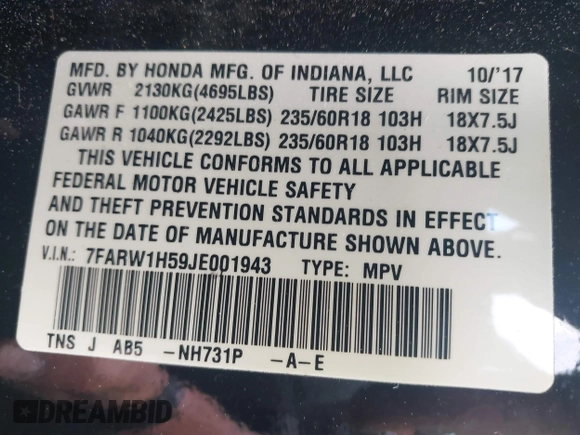 MFD. BY HONDA MFG. OF INDIANA, LLC 10/'17
GVWR 2130KG(4695LBS) TIRE SIZE RIM SIZE
GAWR F 1100KG(2425LBS) 235/60R18 103H 18X7.5J
GAWR R 1040KG(2292LBS) 235/60R18 103H 18X7.5J
THIS VEHICLE CONFORMS TO ALL APPLICABLE
FEDERAL MOTOR VEHICLE SAFETY
AND THEFT PREVENTION STANDARDS IN EFFECT
ON THE DATE OF MANUFACTURE SHOWN ABOVE.
V.I.N.: 7FARW1H59JE001943 TYPE: MPV
TNS J AB5 -NH731P -A-E
DREAMBID